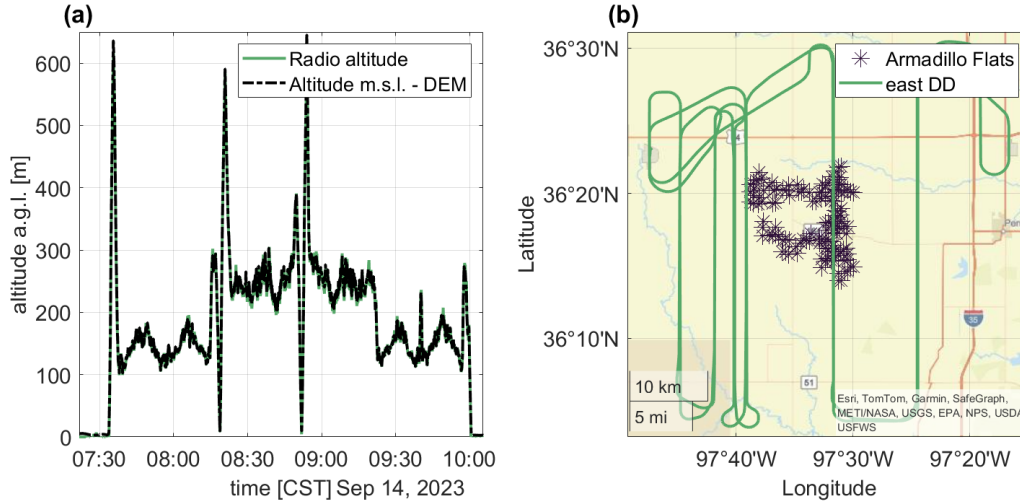 (a)
600
500
400
300
200
100
0
altitude a.g.l. [m]
Radio altitude
Altitude m.s.l. - DEM
07:30
08:00
08:30
09:00
09:30
10:00
time [CST] Sep 14, 2023
(b)
36°30'N
36°20'N
36°10'N
Latitude
Armadillo Flats
east DD
Perr
35
51
10 km
5 mi
Esri, TomTom, Garmin, SafeGraph,
METI/NASA, USGS, EPA, NPS, USDA
USFWS
97°40'W
97°30'W
97°20'W
Longitude